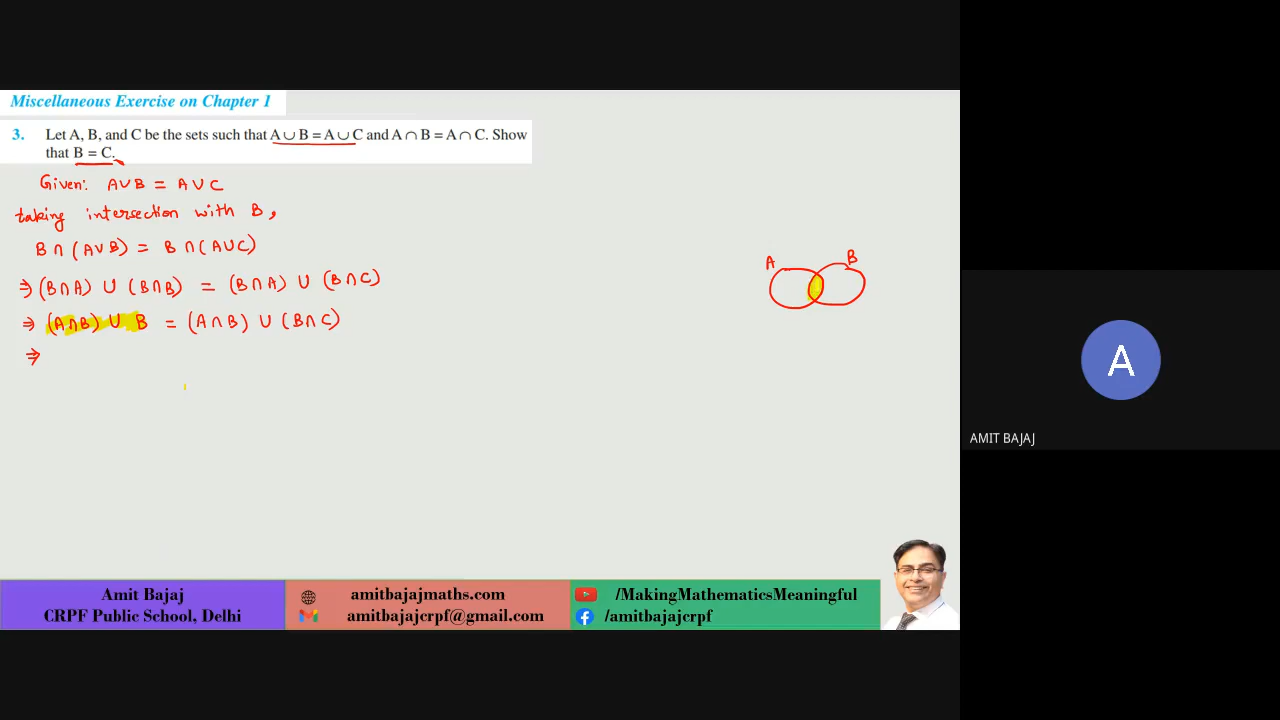 Miscellaneous Exercise on Chapter 1
3. Let A, B, and C be the sets such that A ∪ B = A ∪ C and A ∩ B = A ∩ C. Show
that B = C.
Given: A∪B = A∪C
taking intersection with B,
B∩(A∪B) = B∩(A∪C)
⇒ (B∩A) ∪ (B∩B) = (B∩A) ∪ (B∩C)
⇒ (A∩B) ∪ B = (A∩B) ∪ (B∩C)
⇒
A B
A
AMIT BAJAJ
Amit Bajaj
CRPF Public School, Delhi
amitbajajmaths.com
amitbajajcrpf@gmail.com
/MakingMathematicsMeaningful
/amitbajajcrpf